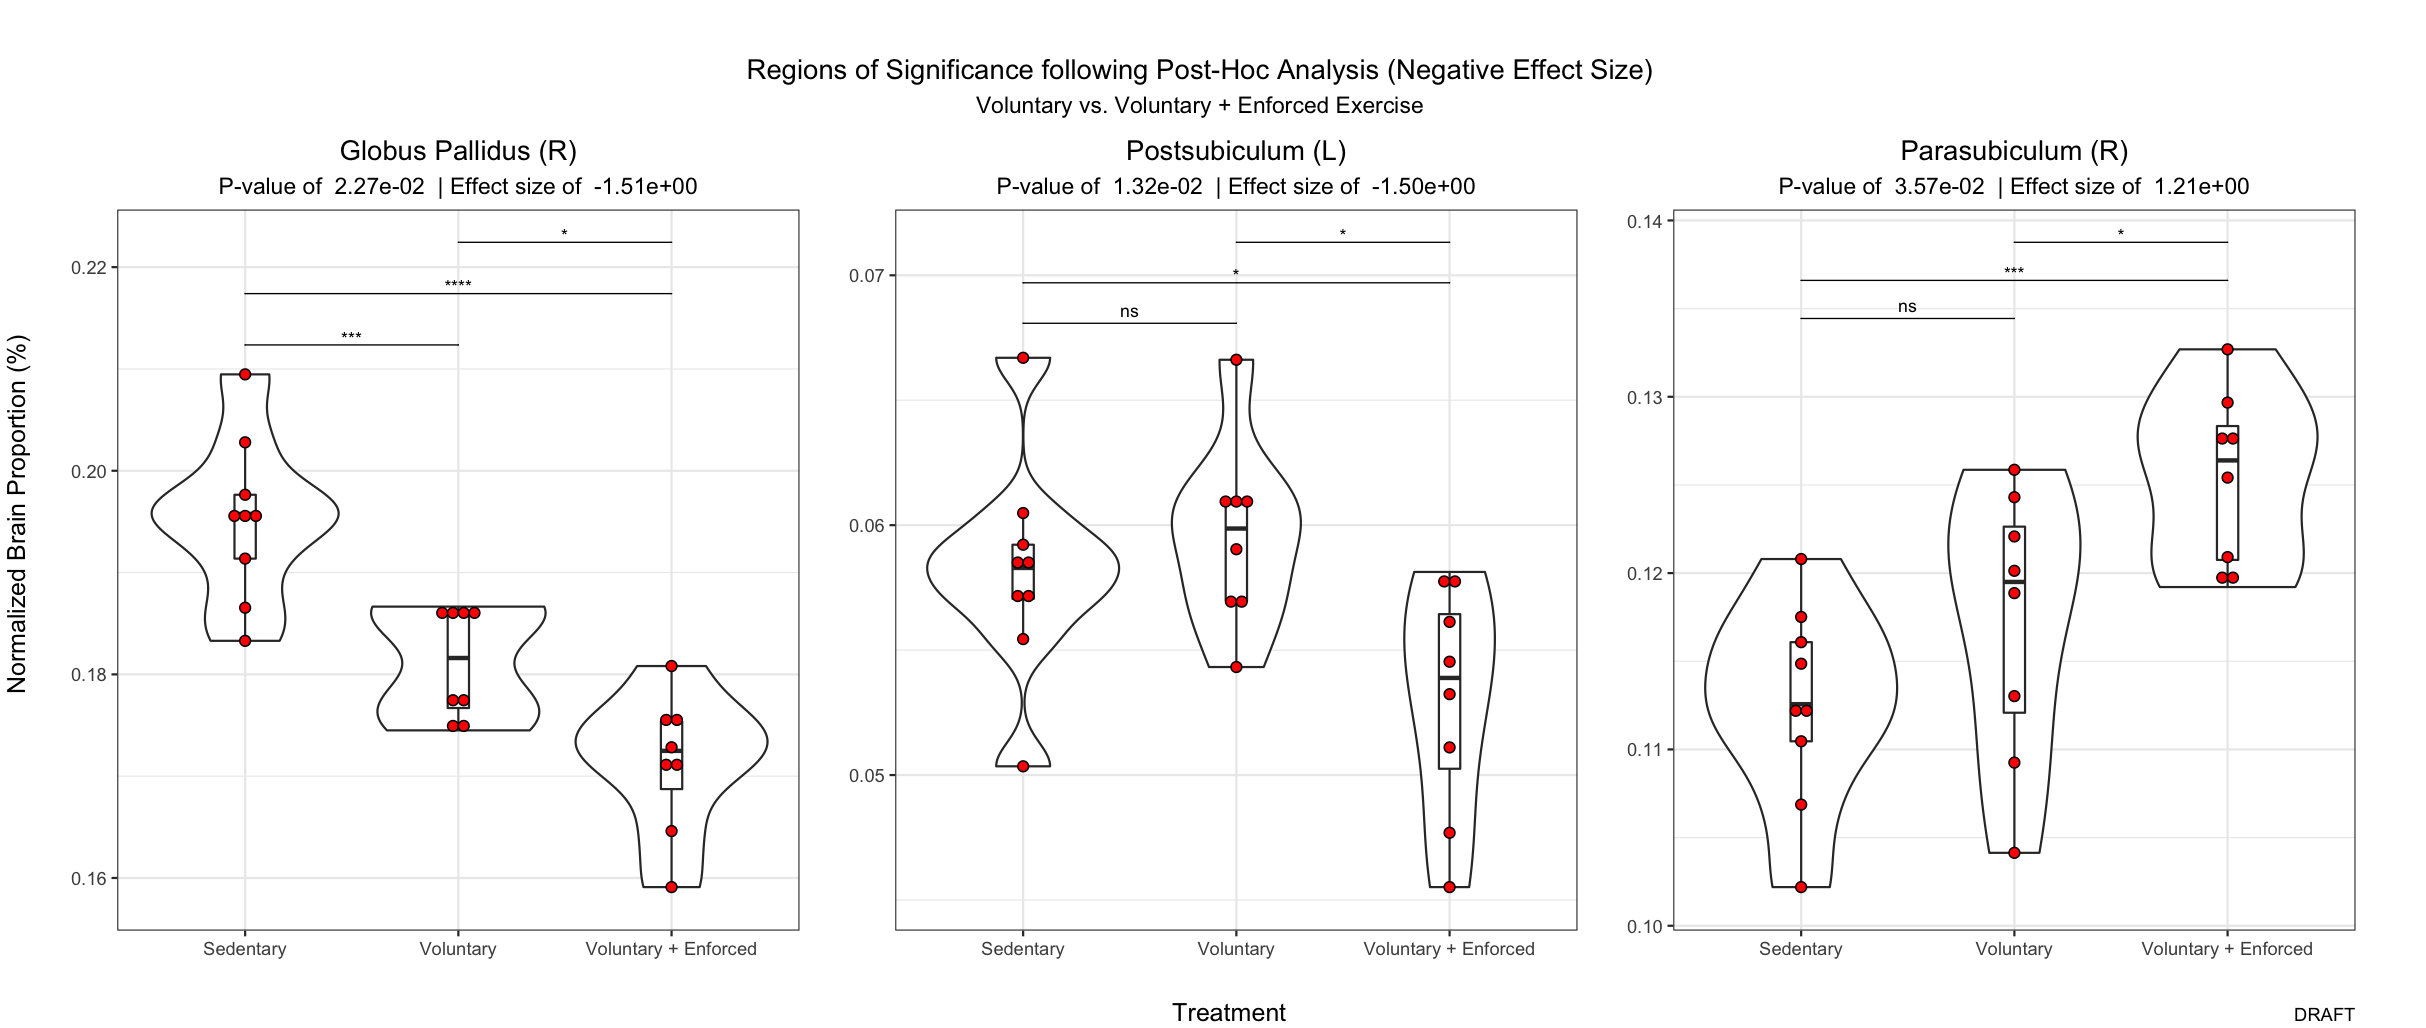 Regions of Significance following Post-Hoc Analysis (Negative Effect Size)
Voluntary vs. Voluntary + Enforced Exercise
Normalized Brain Proportion (%)
Globus Pallidus (R)
P-value of  2.27e-02  | Effect size of  -1.51e+00
*
****
***
0.22
0.20
0.18
0.16
Sedentary
Voluntary
Voluntary + Enforced
Postsubiculum (L)
P-value of  1.32e-02  | Effect size of  -1.50e+00
*
*
ns
0.07
0.06
0.05
Sedentary
Voluntary
Voluntary + Enforced
Parasubiculum (R)
P-value of  3.57e-02  | Effect size of  1.21e+00
*
***
ns
0.14
0.13
0.12
0.11
0.10
Sedentary
Voluntary
Voluntary + Enforced
Treatment
DRAFT